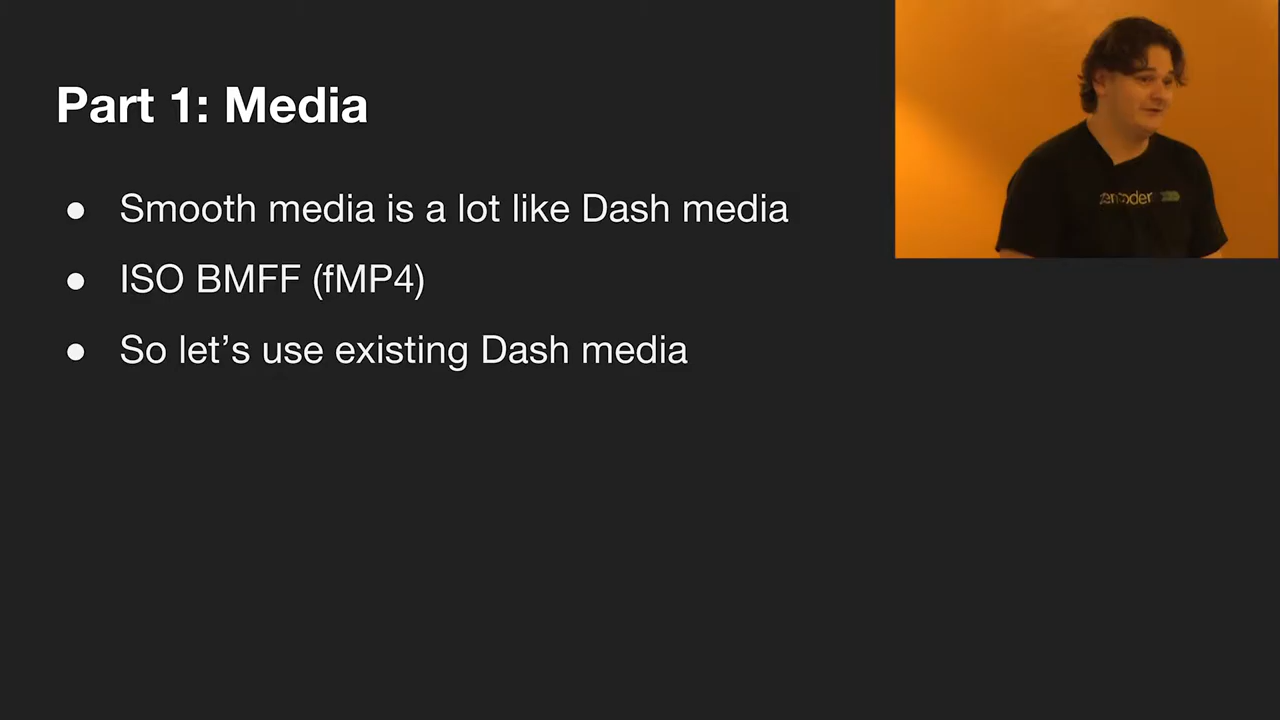 Part 1: Media
● Smooth media is a lot like Dash media
● ISO BMFF (fMP4)
● So let’s use existing Dash media